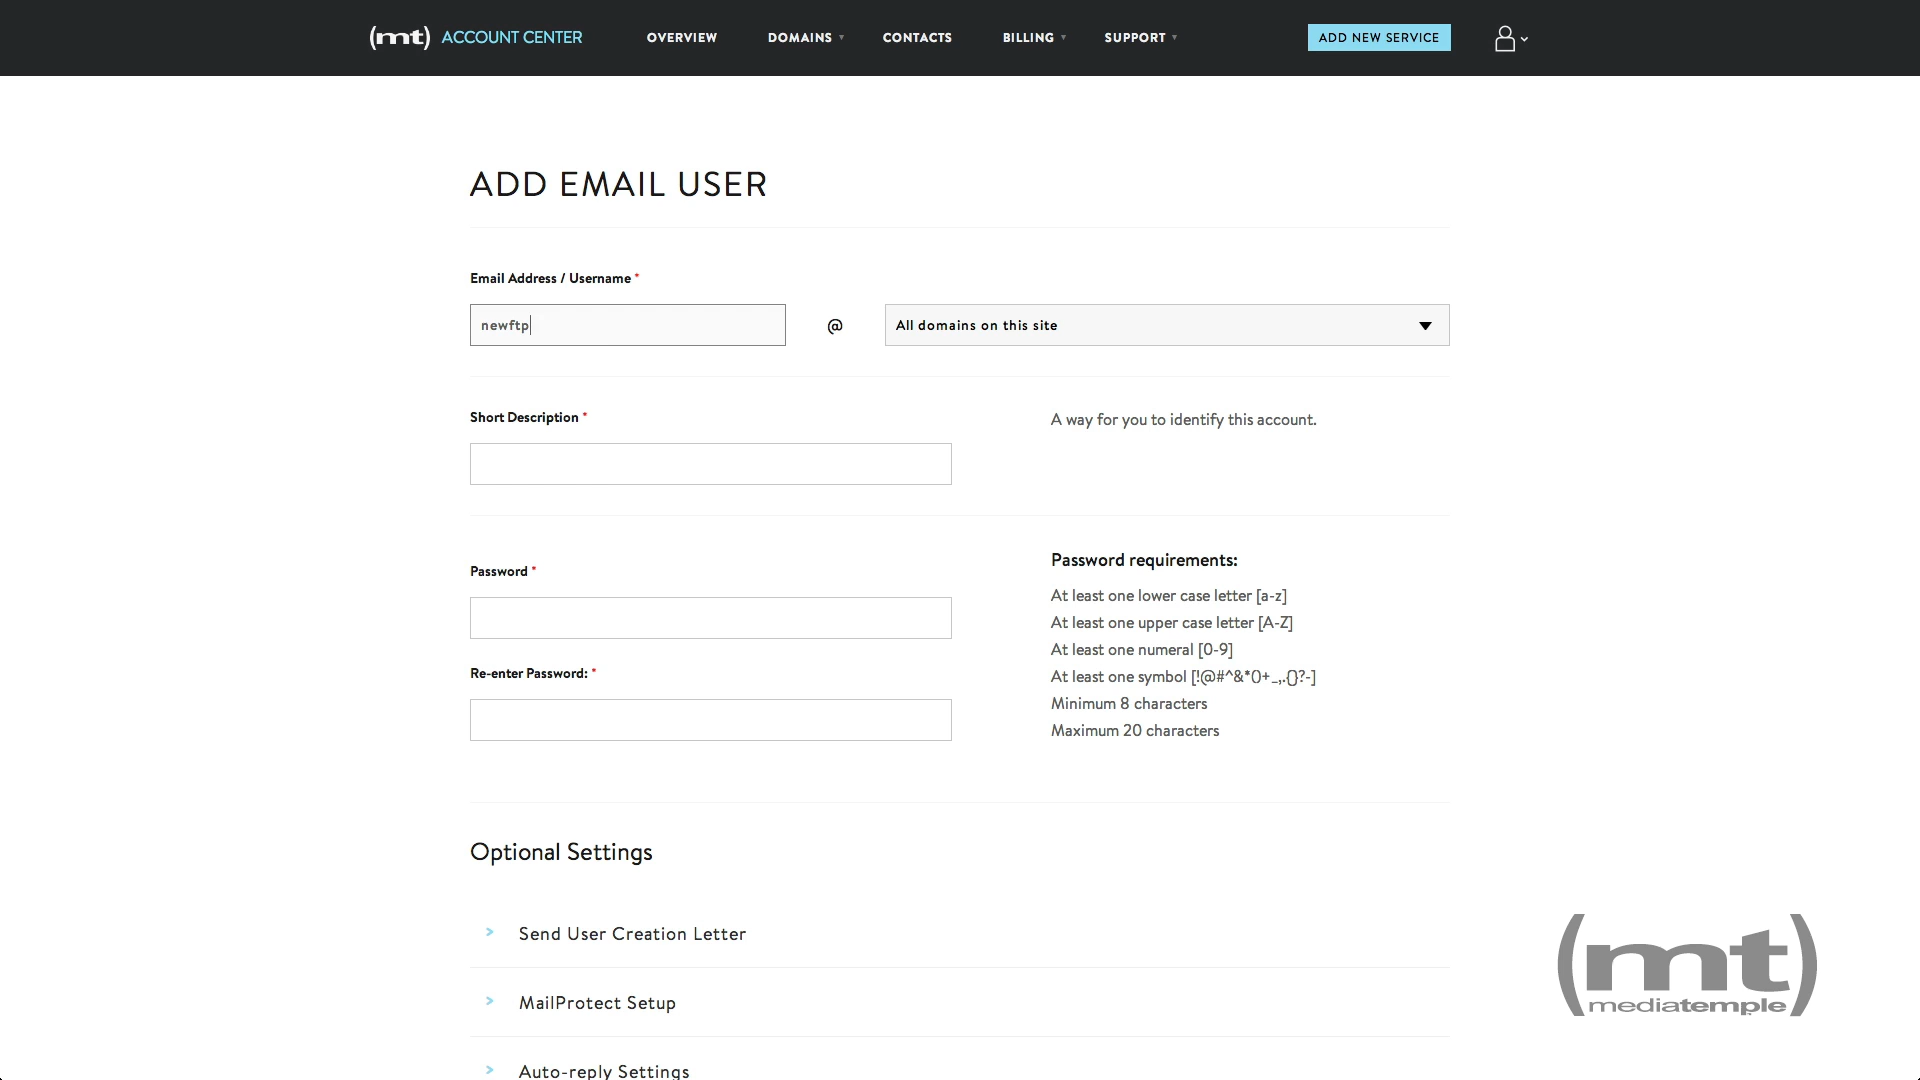 (mt) ACCOUNT CENTER OVERVIEW DOMAINS CONTACTS BILLING SUPPORT ADD NEW SERVICE
ADD EMAIL USER
Email Address / Username *
newftp @ All domains on this site
Short Description *
A way for you to identify this account.
Password *
Re-enter Password: *
Password requirements:
At least one lower case letter [a-z]
At least one upper case letter [A-Z]
At least one numeral [0-9]
At least one symbol [!@#^&*()+_,.{}?-]
Minimum 8 characters
Maximum 20 characters
Optional Settings
> Send User Creation Letter
> MailProtect Setup
> Auto-reply Settings
(mt)
mediatemple